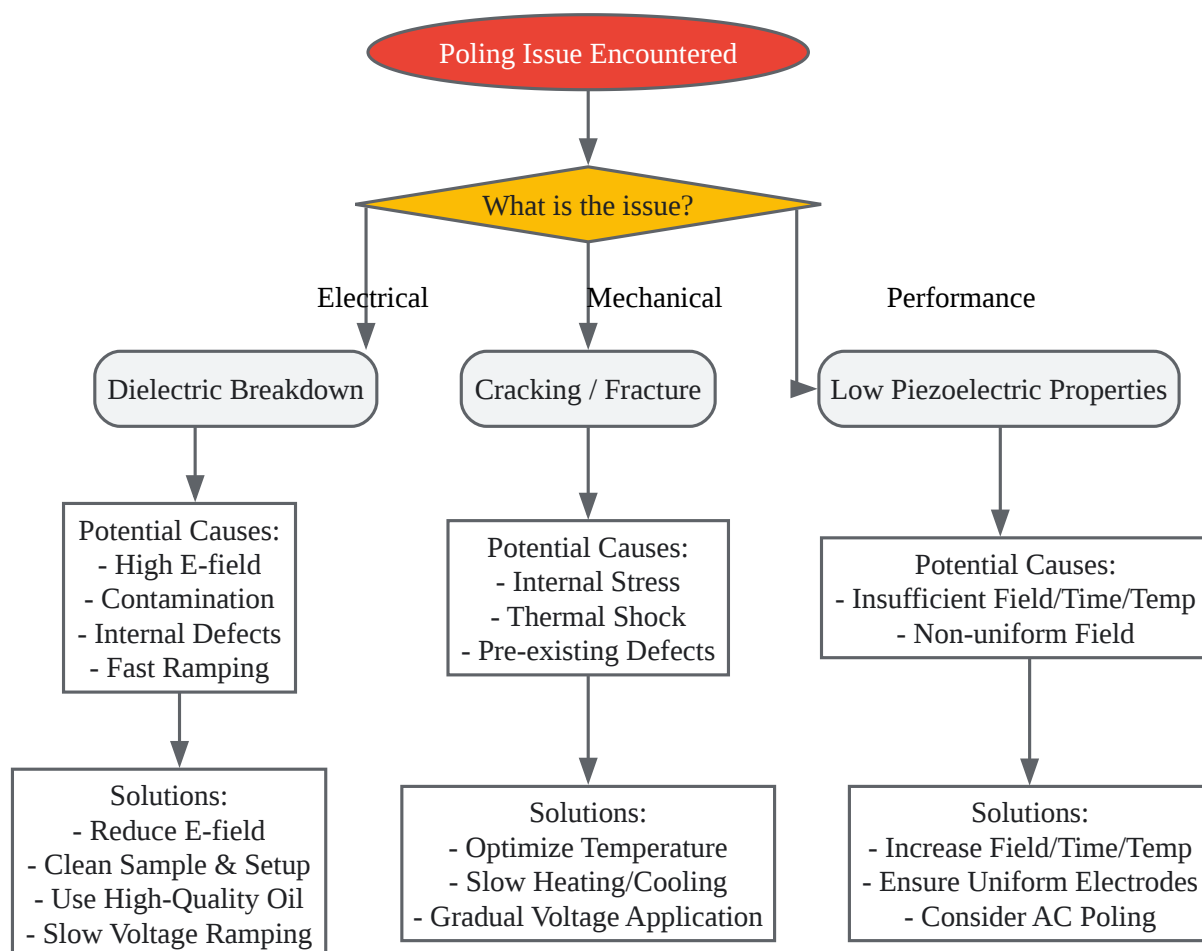 Poling Issue Encountered
What is the issue?
Electrical
Mechanical
Performance
Dielectric Breakdown
Cracking / Fracture
Low Piezoelectric Properties
Potential Causes:
- High E-field
- Contamination
- Internal Defects
- Fast Ramping
Potential Causes:
- Internal Stress
- Thermal Shock
- Pre-existing Defects
Potential Causes:
- Insufficient Field/Time/Temp
- Non-uniform Field
Solutions:
- Reduce E-field
- Clean Sample & Setup
- Use High-Quality Oil
- Slow Voltage Ramping
Solutions:
- Optimize Temperature
- Slow Heating/Cooling
- Gradual Voltage Application
Solutions:
- Increase Field/Time/Temp
- Ensure Uniform Electrodes
- Consider AC Poling